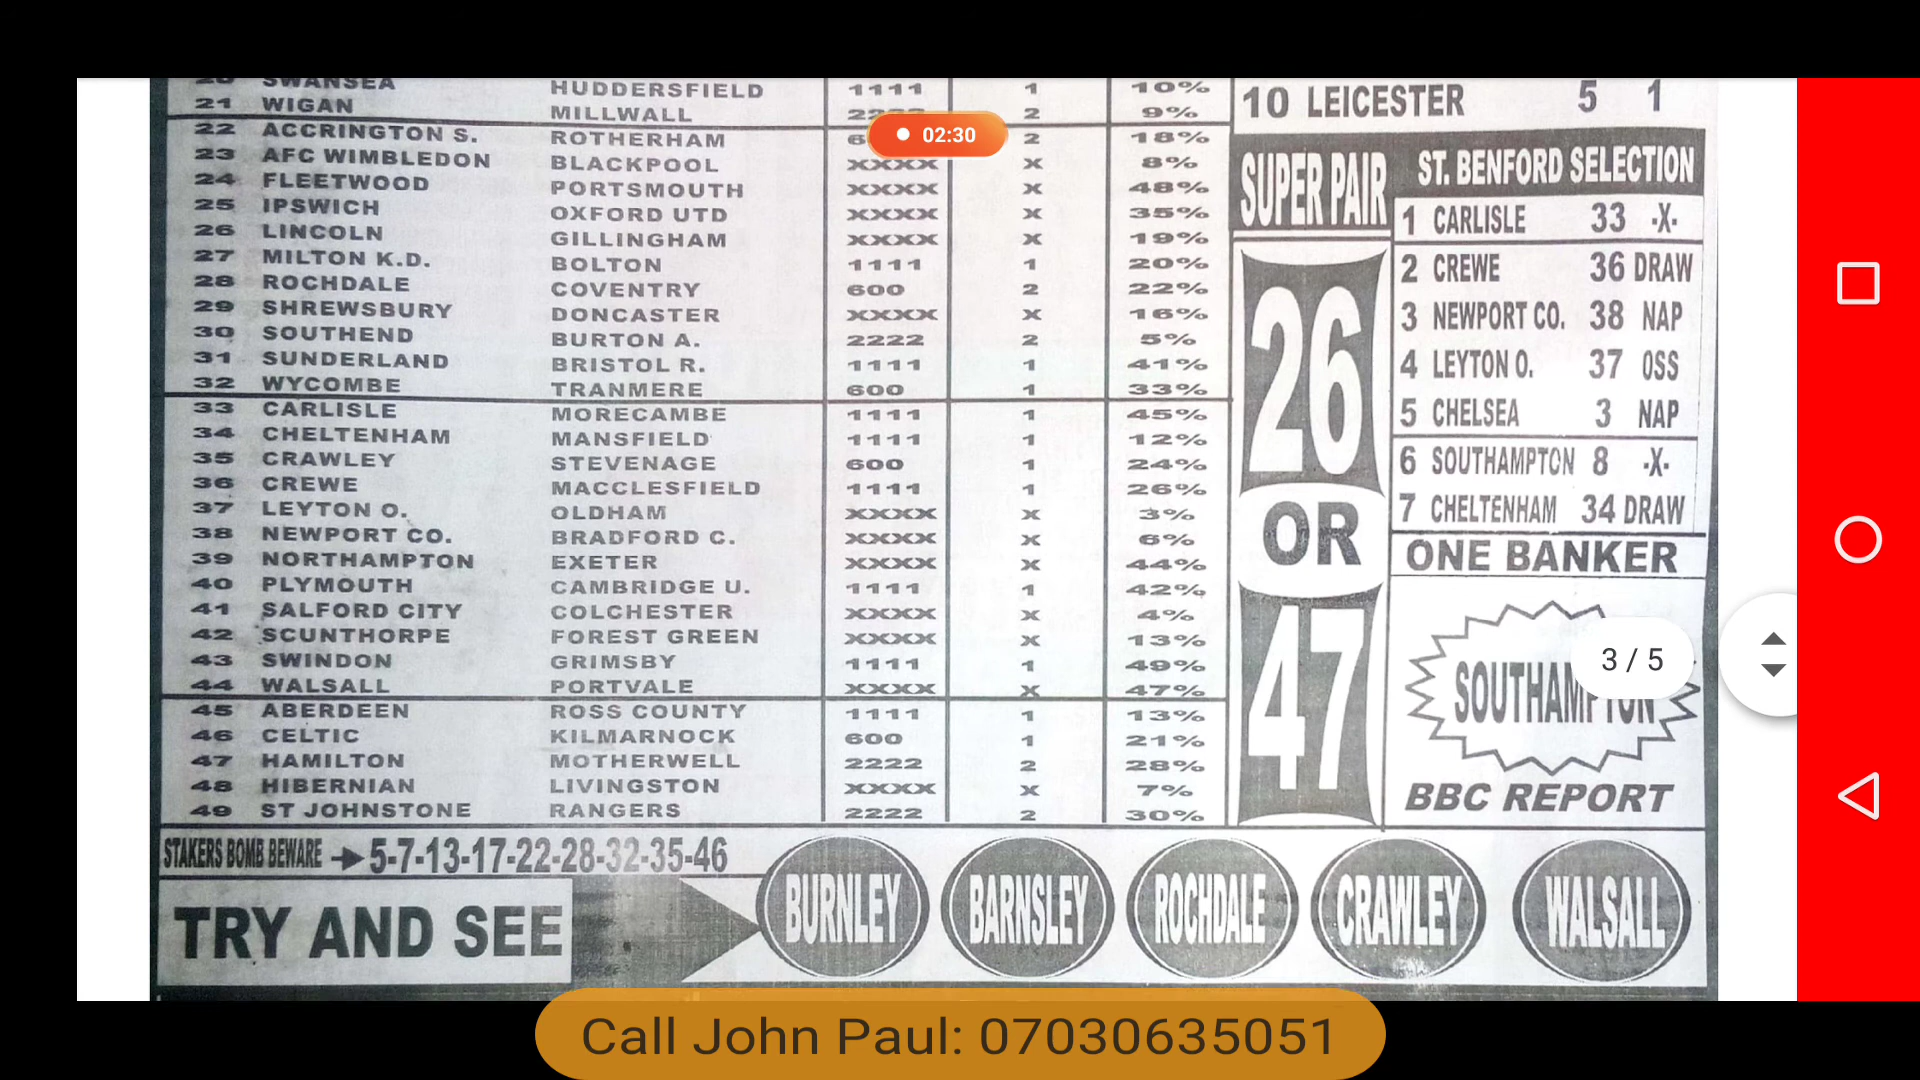 20 SWANSEA HUDDERSFIELD 1111 1 10%
21 WIGAN MILLWALL 2222 2 9%
22 ACCRINGTON S. ROTHERHAM 6 2 18%
23 AFC WIMBLEDON BLACKPOOL XXXX X 8%
24 FLEETWOOD PORTSMOUTH XXXX X 48%
25 IPSWICH OXFORD UTD XXXX X 35%
26 LINCOLN GILLINGHAM XXXX X 19%
27 MILTON K.D. BOLTON 1111 1 20%
28 ROCHDALE COVENTRY 600 2 22%
29 SHREWSBURY DONCASTER XXXX X 16%
30 SOUTHEND BURTON A. 2222 2 5%
31 SUNDERLAND BRISTOL R. 1111 1 41%
32 WYCOMBE TRANMERE 600 1 33%
33 CARLISLE MORECAMBE 1111 1 45%
34 CHELTENHAM MANSFIELD 1111 1 12%
35 CRAWLEY STEVENAGE 600 1 24%
36 CREWE MACCLESFIELD 1111 1 26%
37 LEYTON O. OLDHAM XXXX X 3%
38 NEWPORT CO. BRADFORD C. XXXX X 6%
39 NORTHAMPTON EXETER XXXX X 44%
40 PLYMOUTH CAMBRIDGE U. 1111 1 42%
41 SALFORD CITY COLCHESTER XXXX X 4%
42 SCUNTHORPE FOREST GREEN XXXX X 13%
43 SWINDON GRIMSBY 1111 1 49%
44 WALSALL PORTVALE XXXX X 47%
45 ABERDEEN ROSS COUNTY 1111 1 13%
46 CELTIC KILMARNOCK 600 1 21%
47 HAMILTON MOTHERWELL 2222 2 28%
48 HIBERNIAN LIVINGSTON XXXX X 7%
49 ST JOHNSTONE RANGERS 2222 2 30%
02:30
10 LEICESTER 5 1
SUPER PAIR
26
OR
47
ST. BENFORD SELECTION
1 CARLISLE 33 -X-
2 CREWE 36 DRAW
3 NEWPORT CO. 38 NAP
4 LEYTON O. 37 OSS
5 CHELSEA 3 NAP
6 SOUTHAMPTON 8 -X-
7 CHELTENHAM 34 DRAW
ONE BANKER
SOUTHAMPTON
3 / 5
BBC REPORT
STAKERS BOMB BEWARE 5-7-13-17-22-28-32-35-46
TRY AND SEE BURNLEY BARNSLEY ROCHDALE CRAWLEY WALSALL
Call John Paul: 07030635051